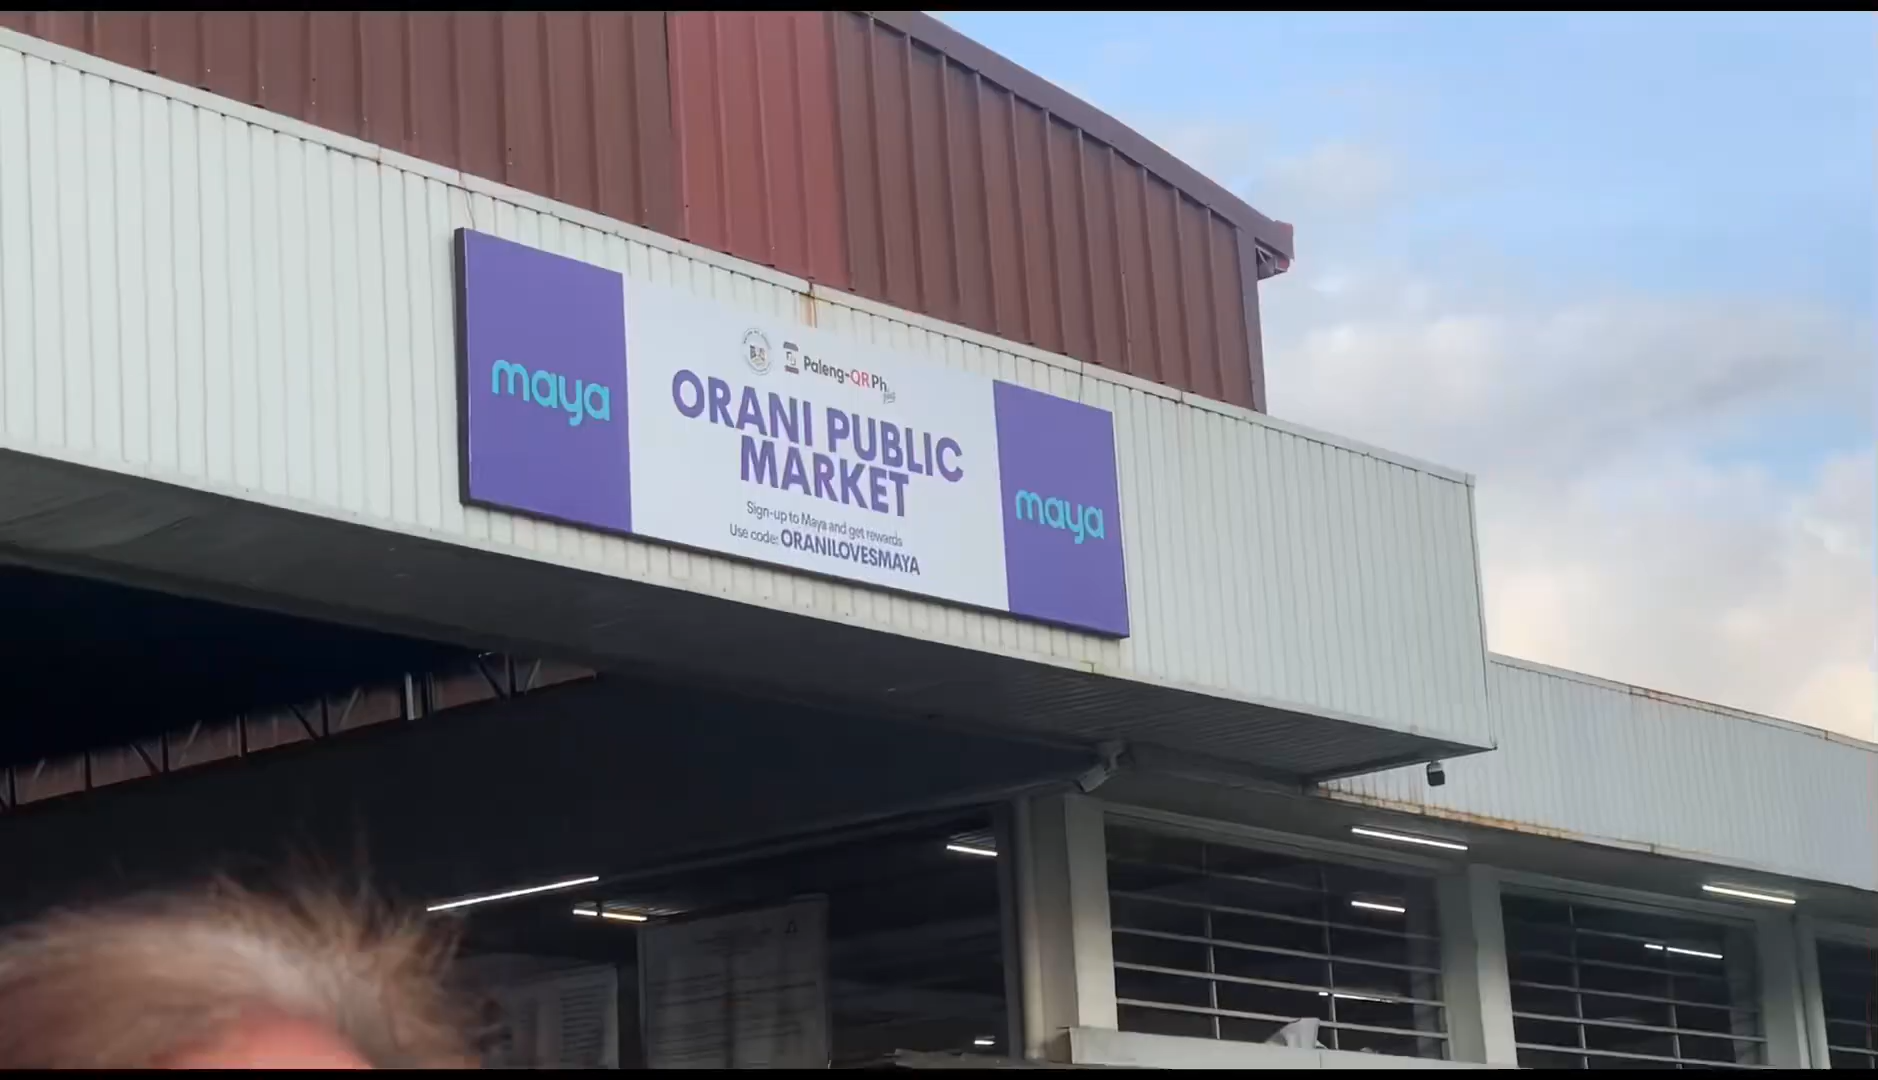 maya
Paleng-QR Ph
ORANI PUBLIC
MARKET
Sign-up to Maya and get rewards
Use code: ORANILOVESMAYA
maya